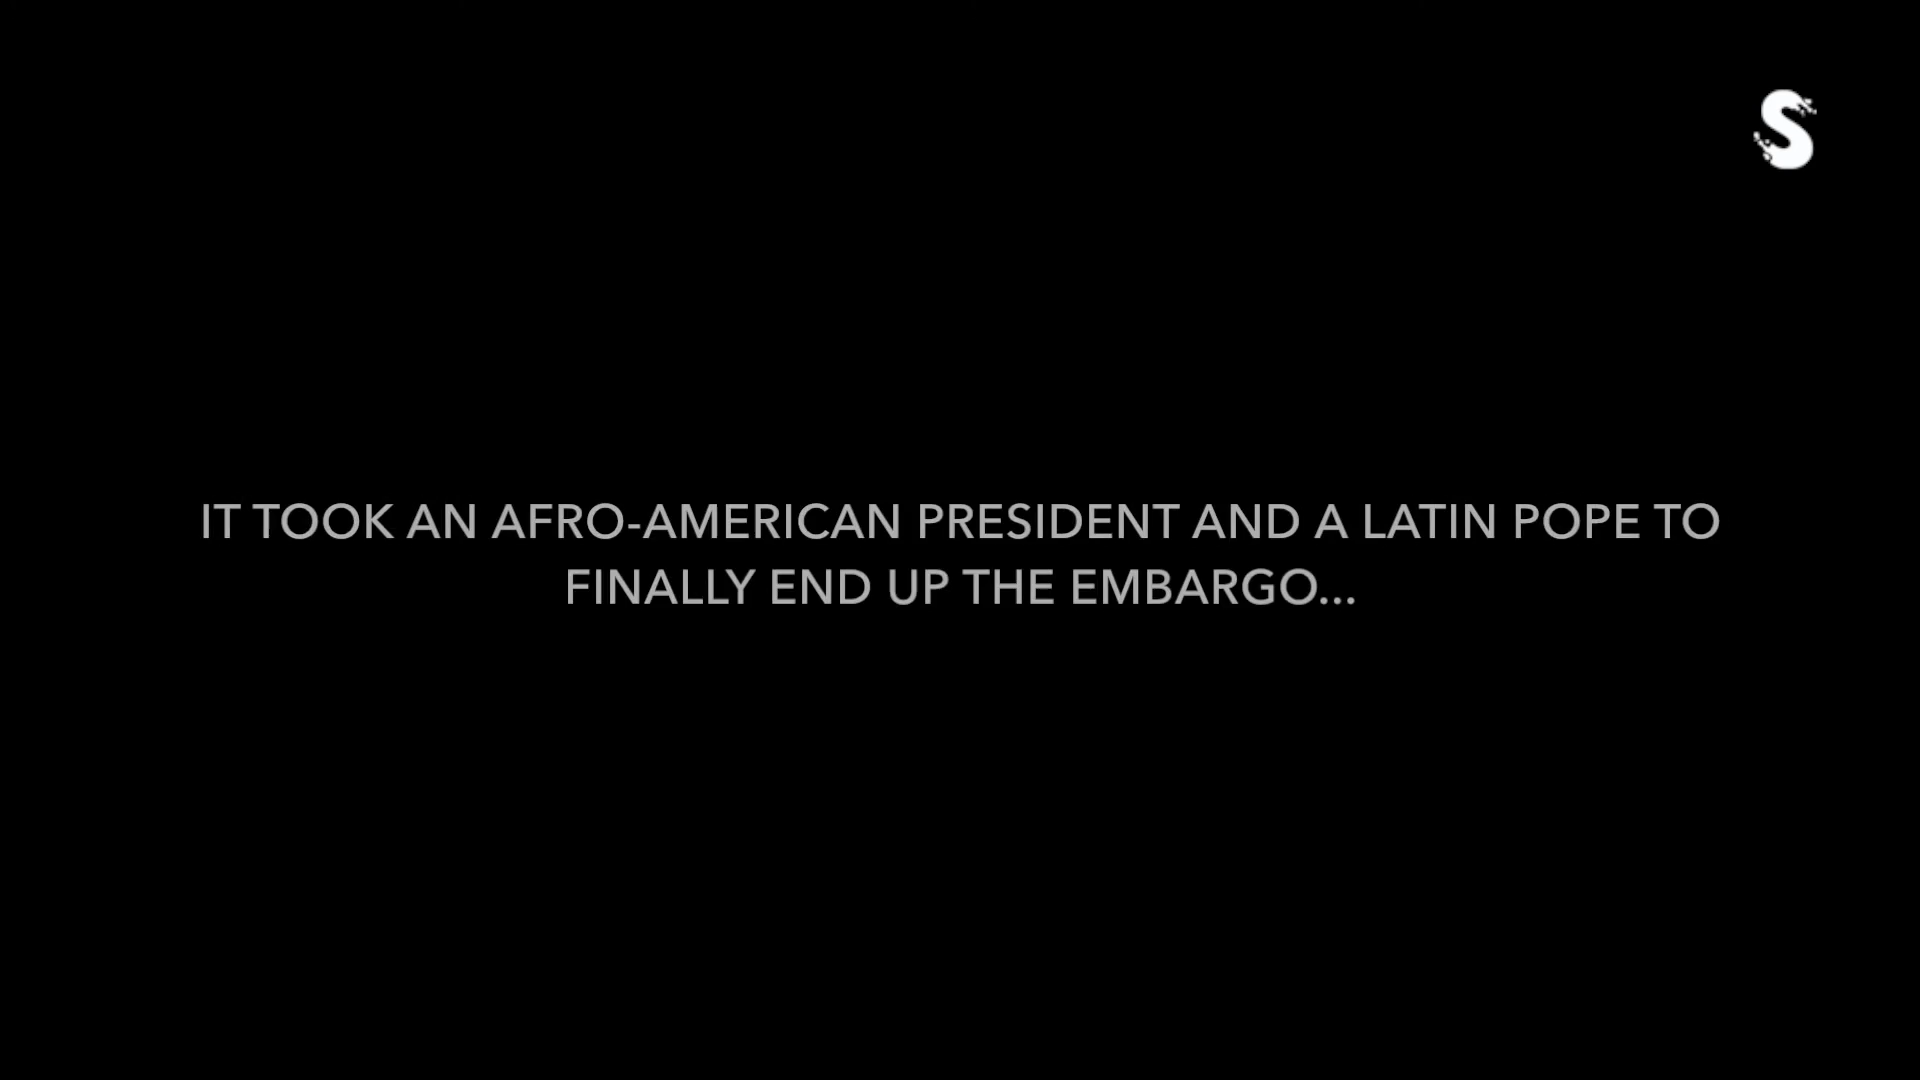 S
IT TOOK AN AFRO-AMERICAN PRESIDENT AND A LATIN POPE TO
FINALLY END UP THE EMBARGO...